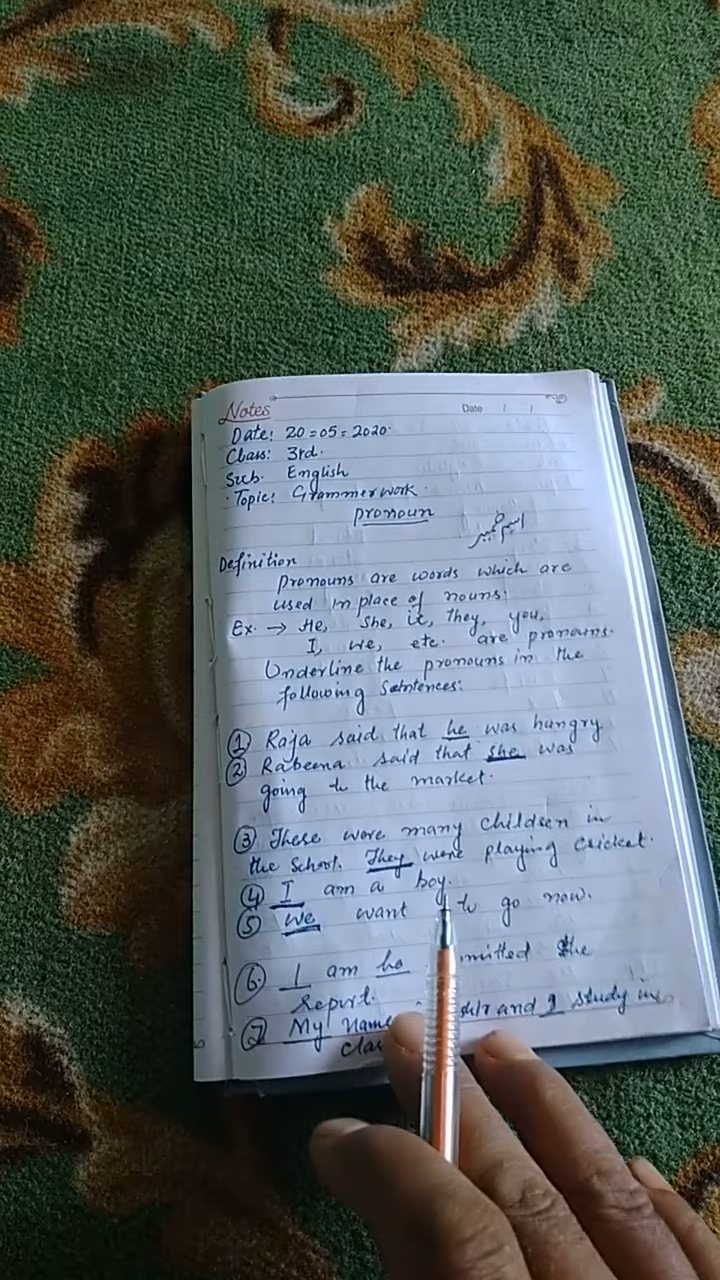 Notes
Date / /
Date: 20=05=2020.
Class: 3rd.
Sub. English
Topic: Grammer work.
pronoun
اسم ضمیر
Definition
Pronouns are words which are
used in place of nouns.
Ex. → He, she, it, they, you,
I, we, etc. are pronouns.
Underline the pronouns in the
following Sentences:
① Raja said that he was hungry
② Rabeena said that she was
going to the market.
③ These were many children in
the School. They were playing cricket.
④ I am a boy.
⑤ We want to go now.
⑥. I am he mitted the
Report.
⑦ My Name and I study in
Clas